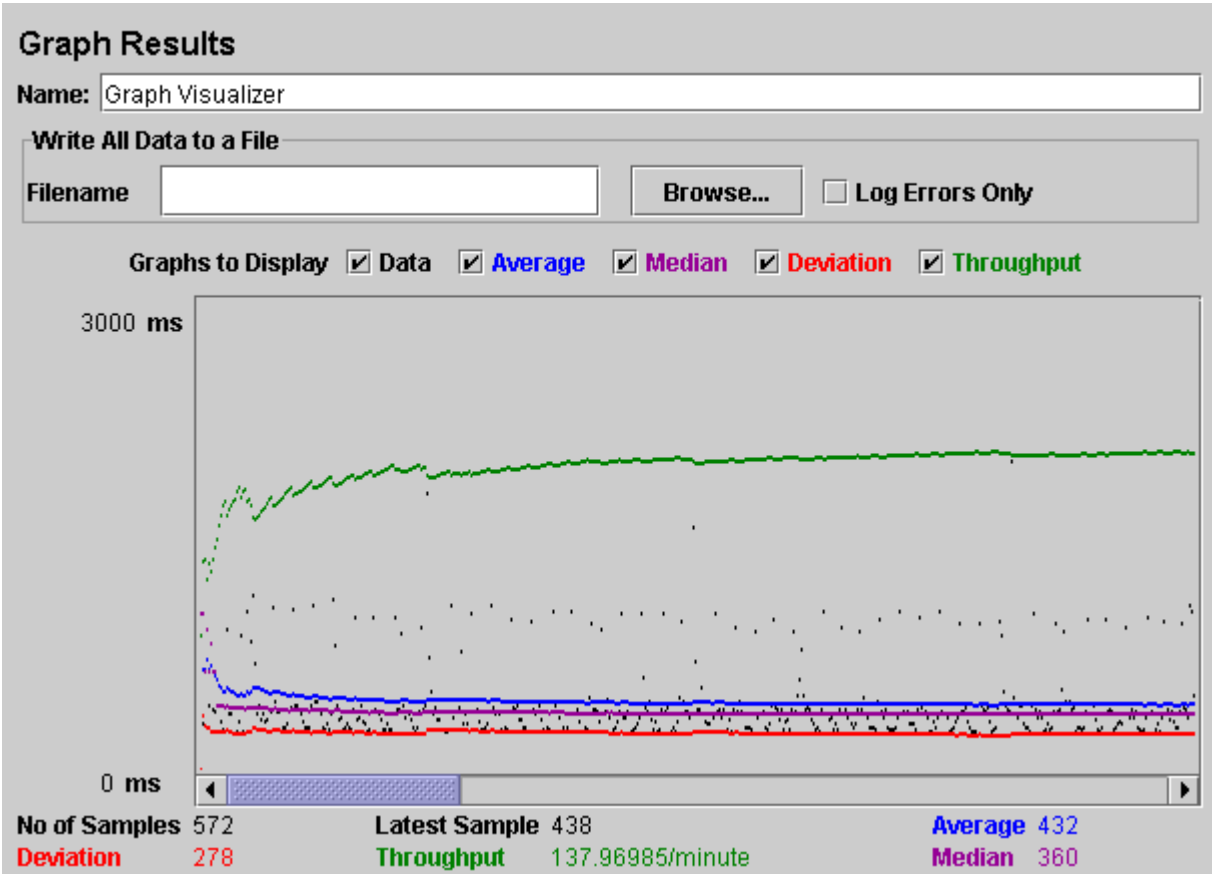 Graph Results
Name: Graph Visualizer
Write All Data to a File
Filename Browse... Log Errors Only
Graphs to Display Data Average Median Deviation Throughput
3000 ms
0 ms
No of Samples 572 Latest Sample 438 Average 432
Deviation 278 Throughput 137.96985/minute Median 360